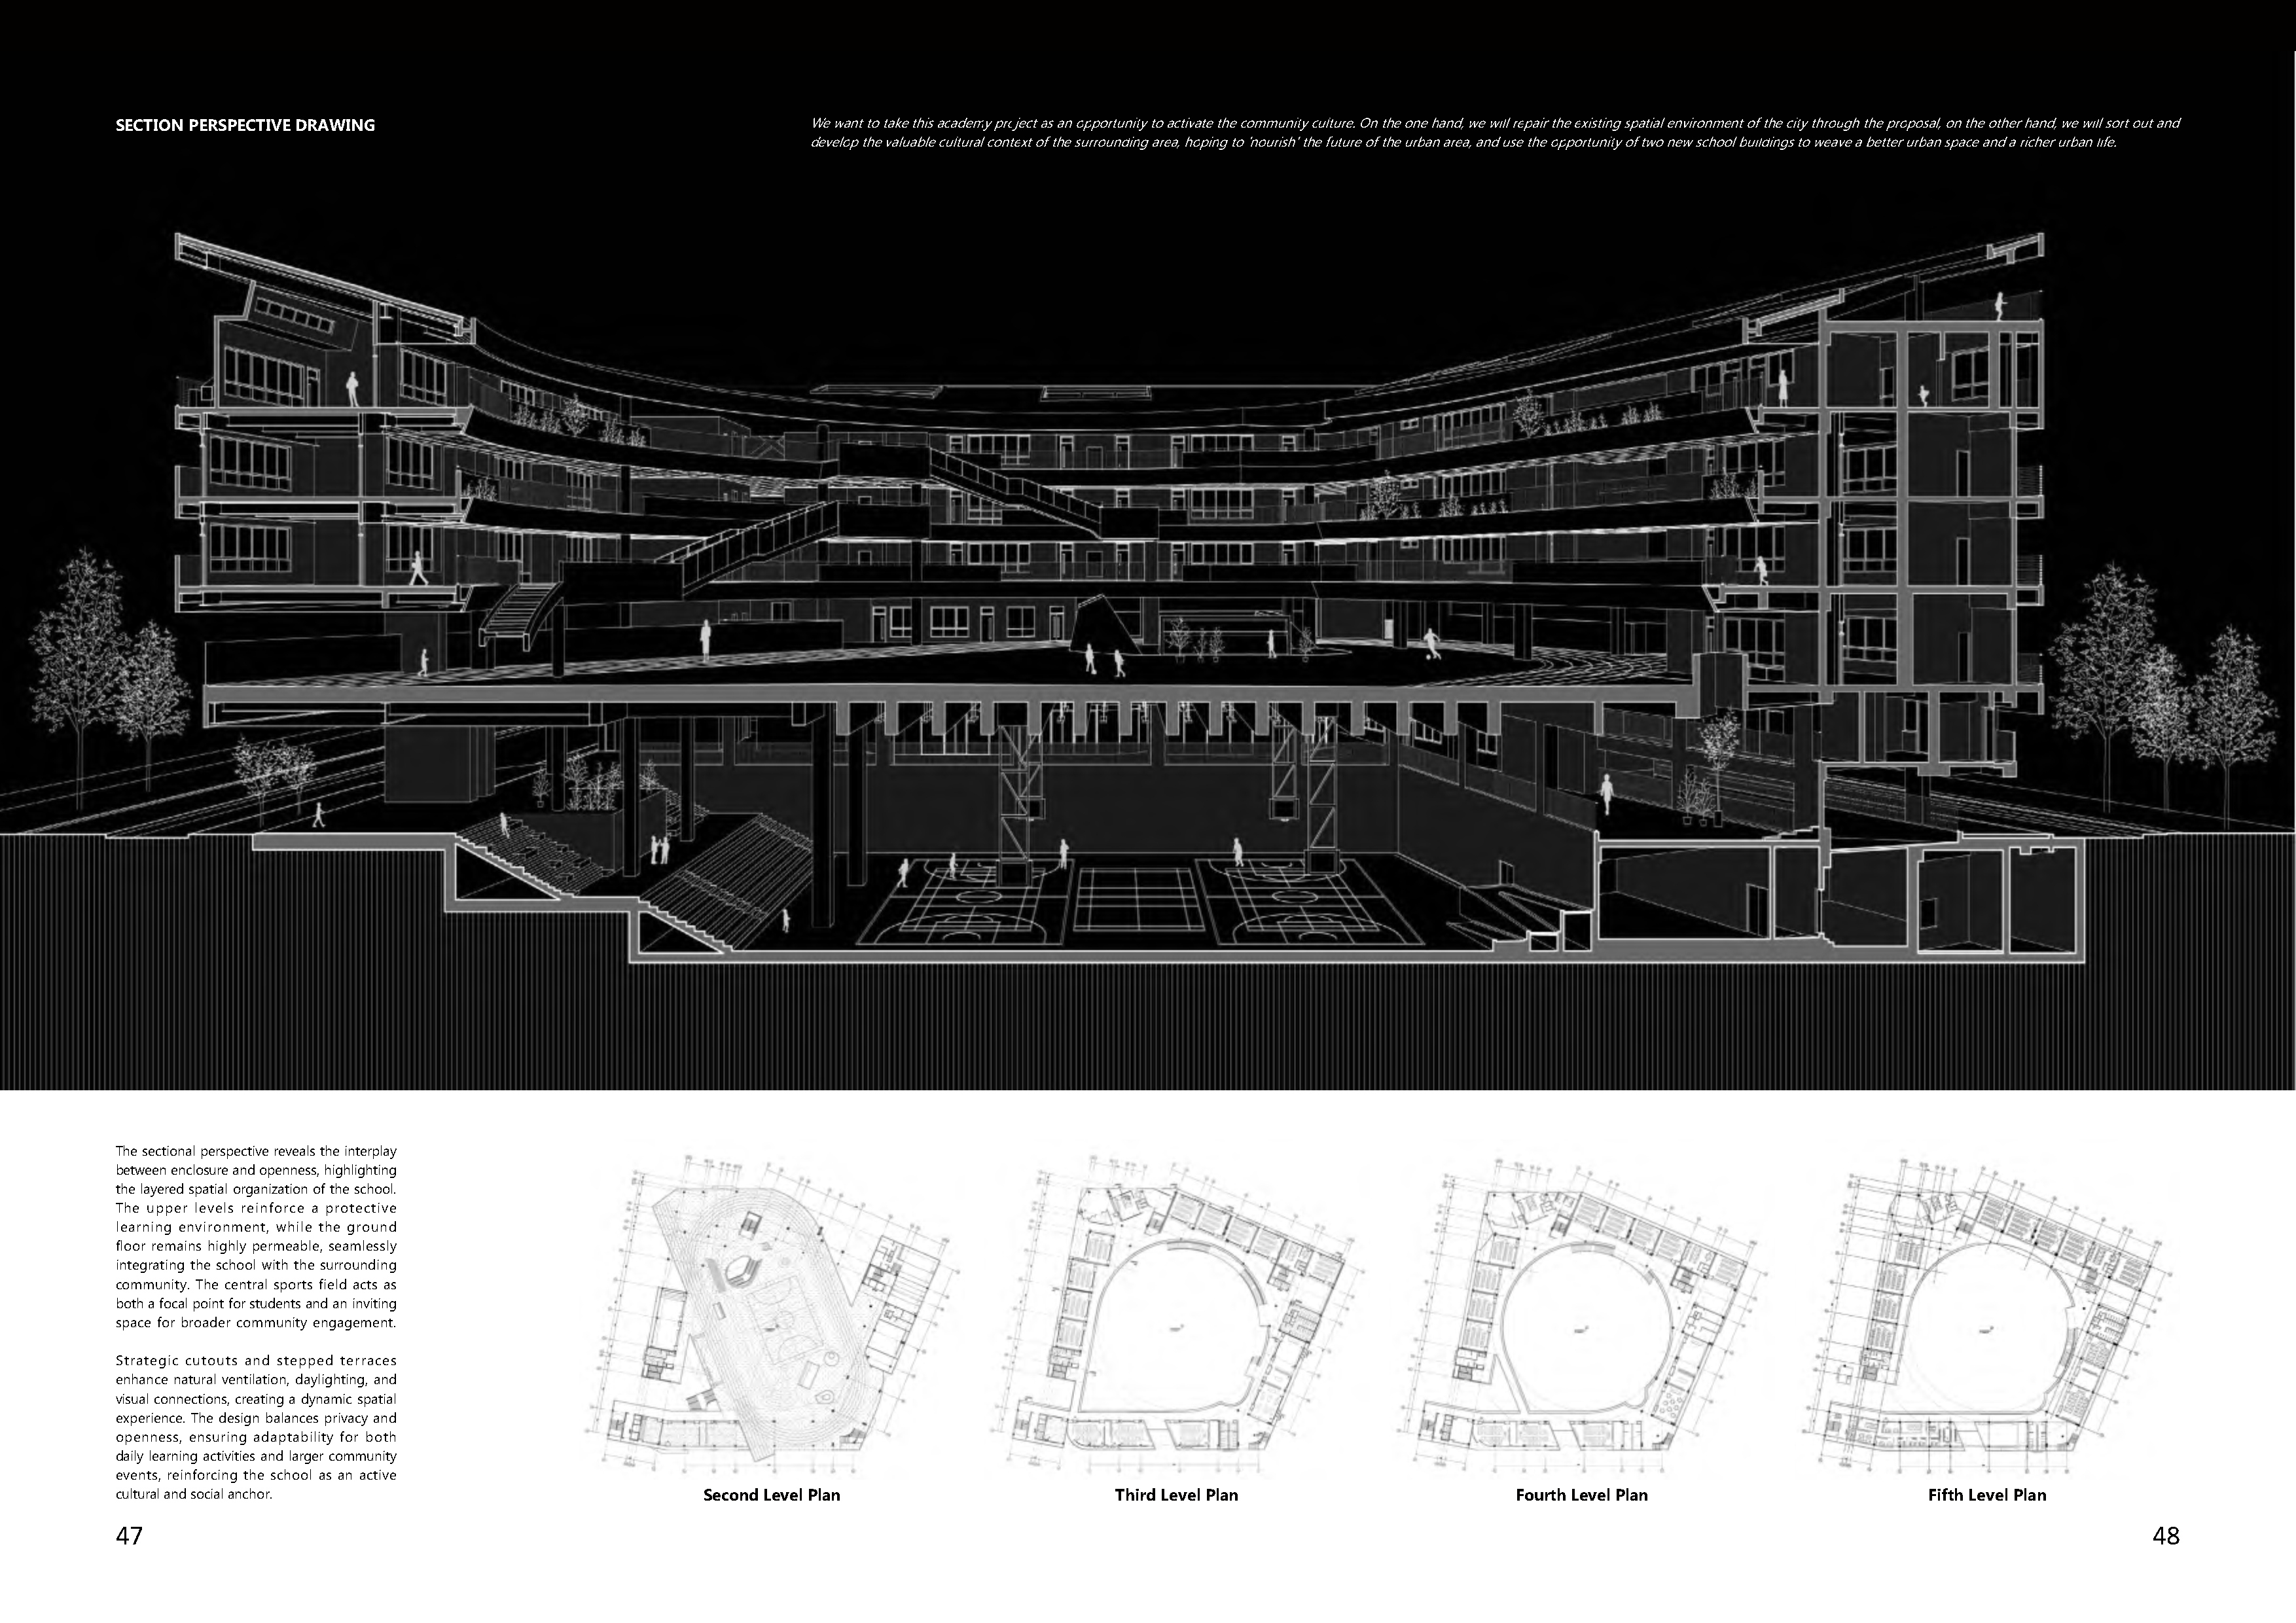 SECTION PERSPECTIVE DRAWING
We want to take this academy project as an opportunity to activate the community culture. On the one hand, we will repair the existing spatial environment of the city through the proposal, on the other hand, we will sort out and
develop the valuable cultural context of the surrounding area, hoping to 'nourish' the future of the urban area, and use the opportunity of two new school buildings to weave a better urban space and a richer urban life.
The sectional perspective reveals the interplay
between enclosure and openness, highlighting
the layered spatial organization of the school.
The upper levels reinforce a protective
learning environment, while the ground
floor remains highly permeable, seamlessly
integrating the school with the surrounding
community. The central sports field acts as
both a focal point for students and an inviting
space for broader community engagement.
Strategic cutouts and stepped terraces
enhance natural ventilation, daylighting, and
visual connections, creating a dynamic spatial
experience. The design balances privacy and
openness, ensuring adaptability for both
daily learning activities and larger community
events, reinforcing the school as an active
cultural and social anchor.
Second Level Plan
Third Level Plan
Fourth Level Plan
Fifth Level Plan
47
48